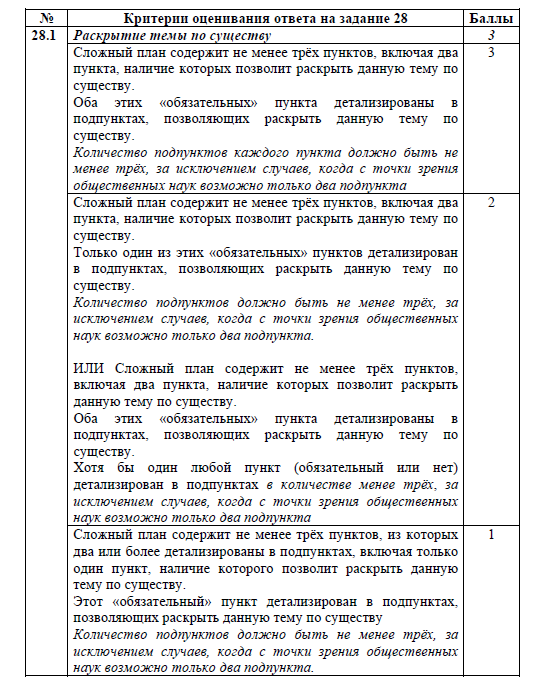 № Критерии оценивания ответа на задание 28 Баллы
28.1 Раскрытие темы по существу 3
Сложный план содержит не менее трёх пунктов, включая два 3
пункта, наличие которых позволит раскрыть данную тему по
существу.
Оба этих «обязательных» пункта детализированы в
подпунктах, позволяющих раскрыть данную тему по
существу.
Количество подпунктов каждого пункта должно быть не
менее трёх, за исключением случаев, когда с точки зрения
общественных наук возможно только два подпункта
Сложный план содержит не менее трёх пунктов, включая два 2
пункта, наличие которых позволит раскрыть данную тему по
существу.
Только один из этих «обязательных» пунктов детализирован
в подпунктах, позволяющих раскрыть данную тему по
существу.
Количество подпунктов должно быть не менее трёх, за
исключением случаев, когда с точки зрения общественных
наук возможно только два подпункта.
ИЛИ Сложный план содержит не менее трёх пунктов,
включая два пункта, наличие которых позволит раскрыть
данную тему по существу.
Оба этих «обязательных» пункта детализированы в
подпунктах, позволяющих раскрыть данную тему по
существу.
Хотя бы один любой пункт (обязательный или нет)
детализирован в подпунктах в количестве менее трёх, за
исключением случаев, когда с точки зрения общественных
наук возможно только два подпункта
Сложный план содержит не менее трёх пунктов, из которых 1
два или более детализированы в подпунктах, включая только
один пункт, наличие которого позволит раскрыть данную
тему по существу.
Этот «обязательный» пункт детализирован в подпунктах,
позволяющих раскрыть данную тему по существу
Количество подпунктов должно быть не менее трёх, за
исключением случаев, когда с точки зрения общественных
наук возможно только два подпункта.